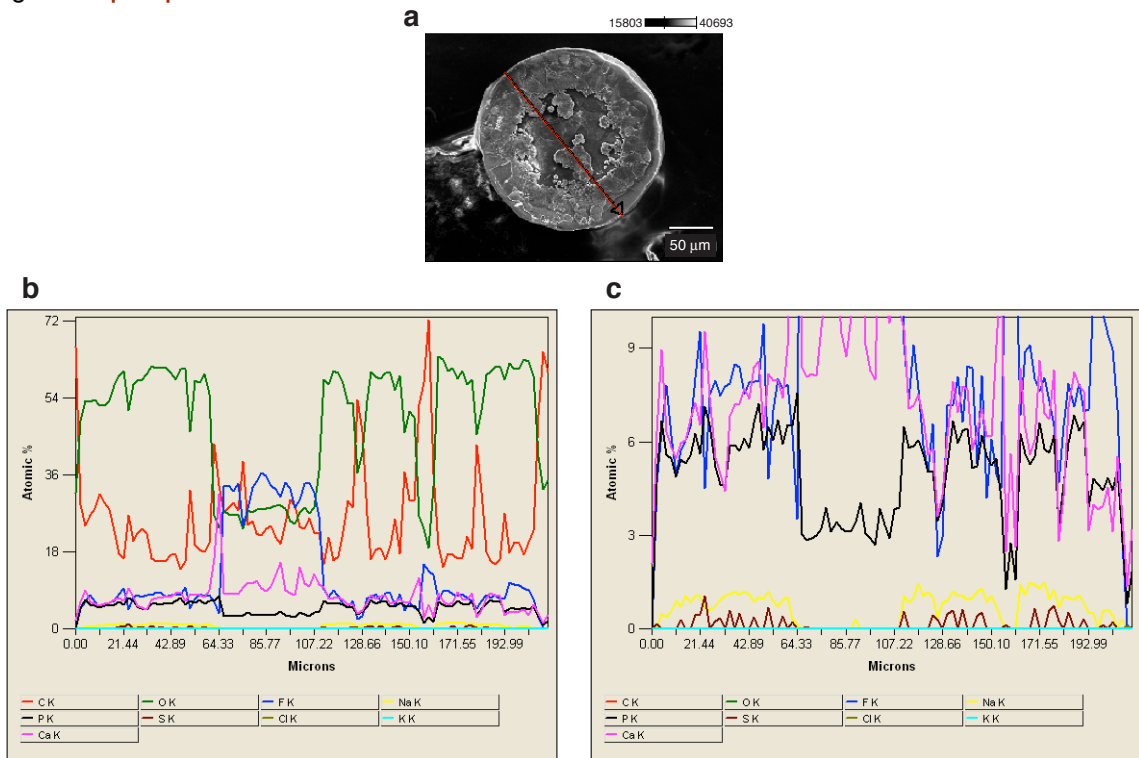 a
15803 40693
50 µm
b
c
72
54
36
18
0
Atomic %
0.00 21.44 42.89 64.33 85.77 107.22 128.66 150.10 171.55 192.99
Microns
C K O K F K Na K
P K S K Cl K K K
Ca K
9
6
3
0
Atomic %
0.00 21.44 42.89 64.33 85.77 107.22 128.66 150.10 171.55 192.99
Microns
C K O K F K Na K
P K S K Cl K K K
Ca K